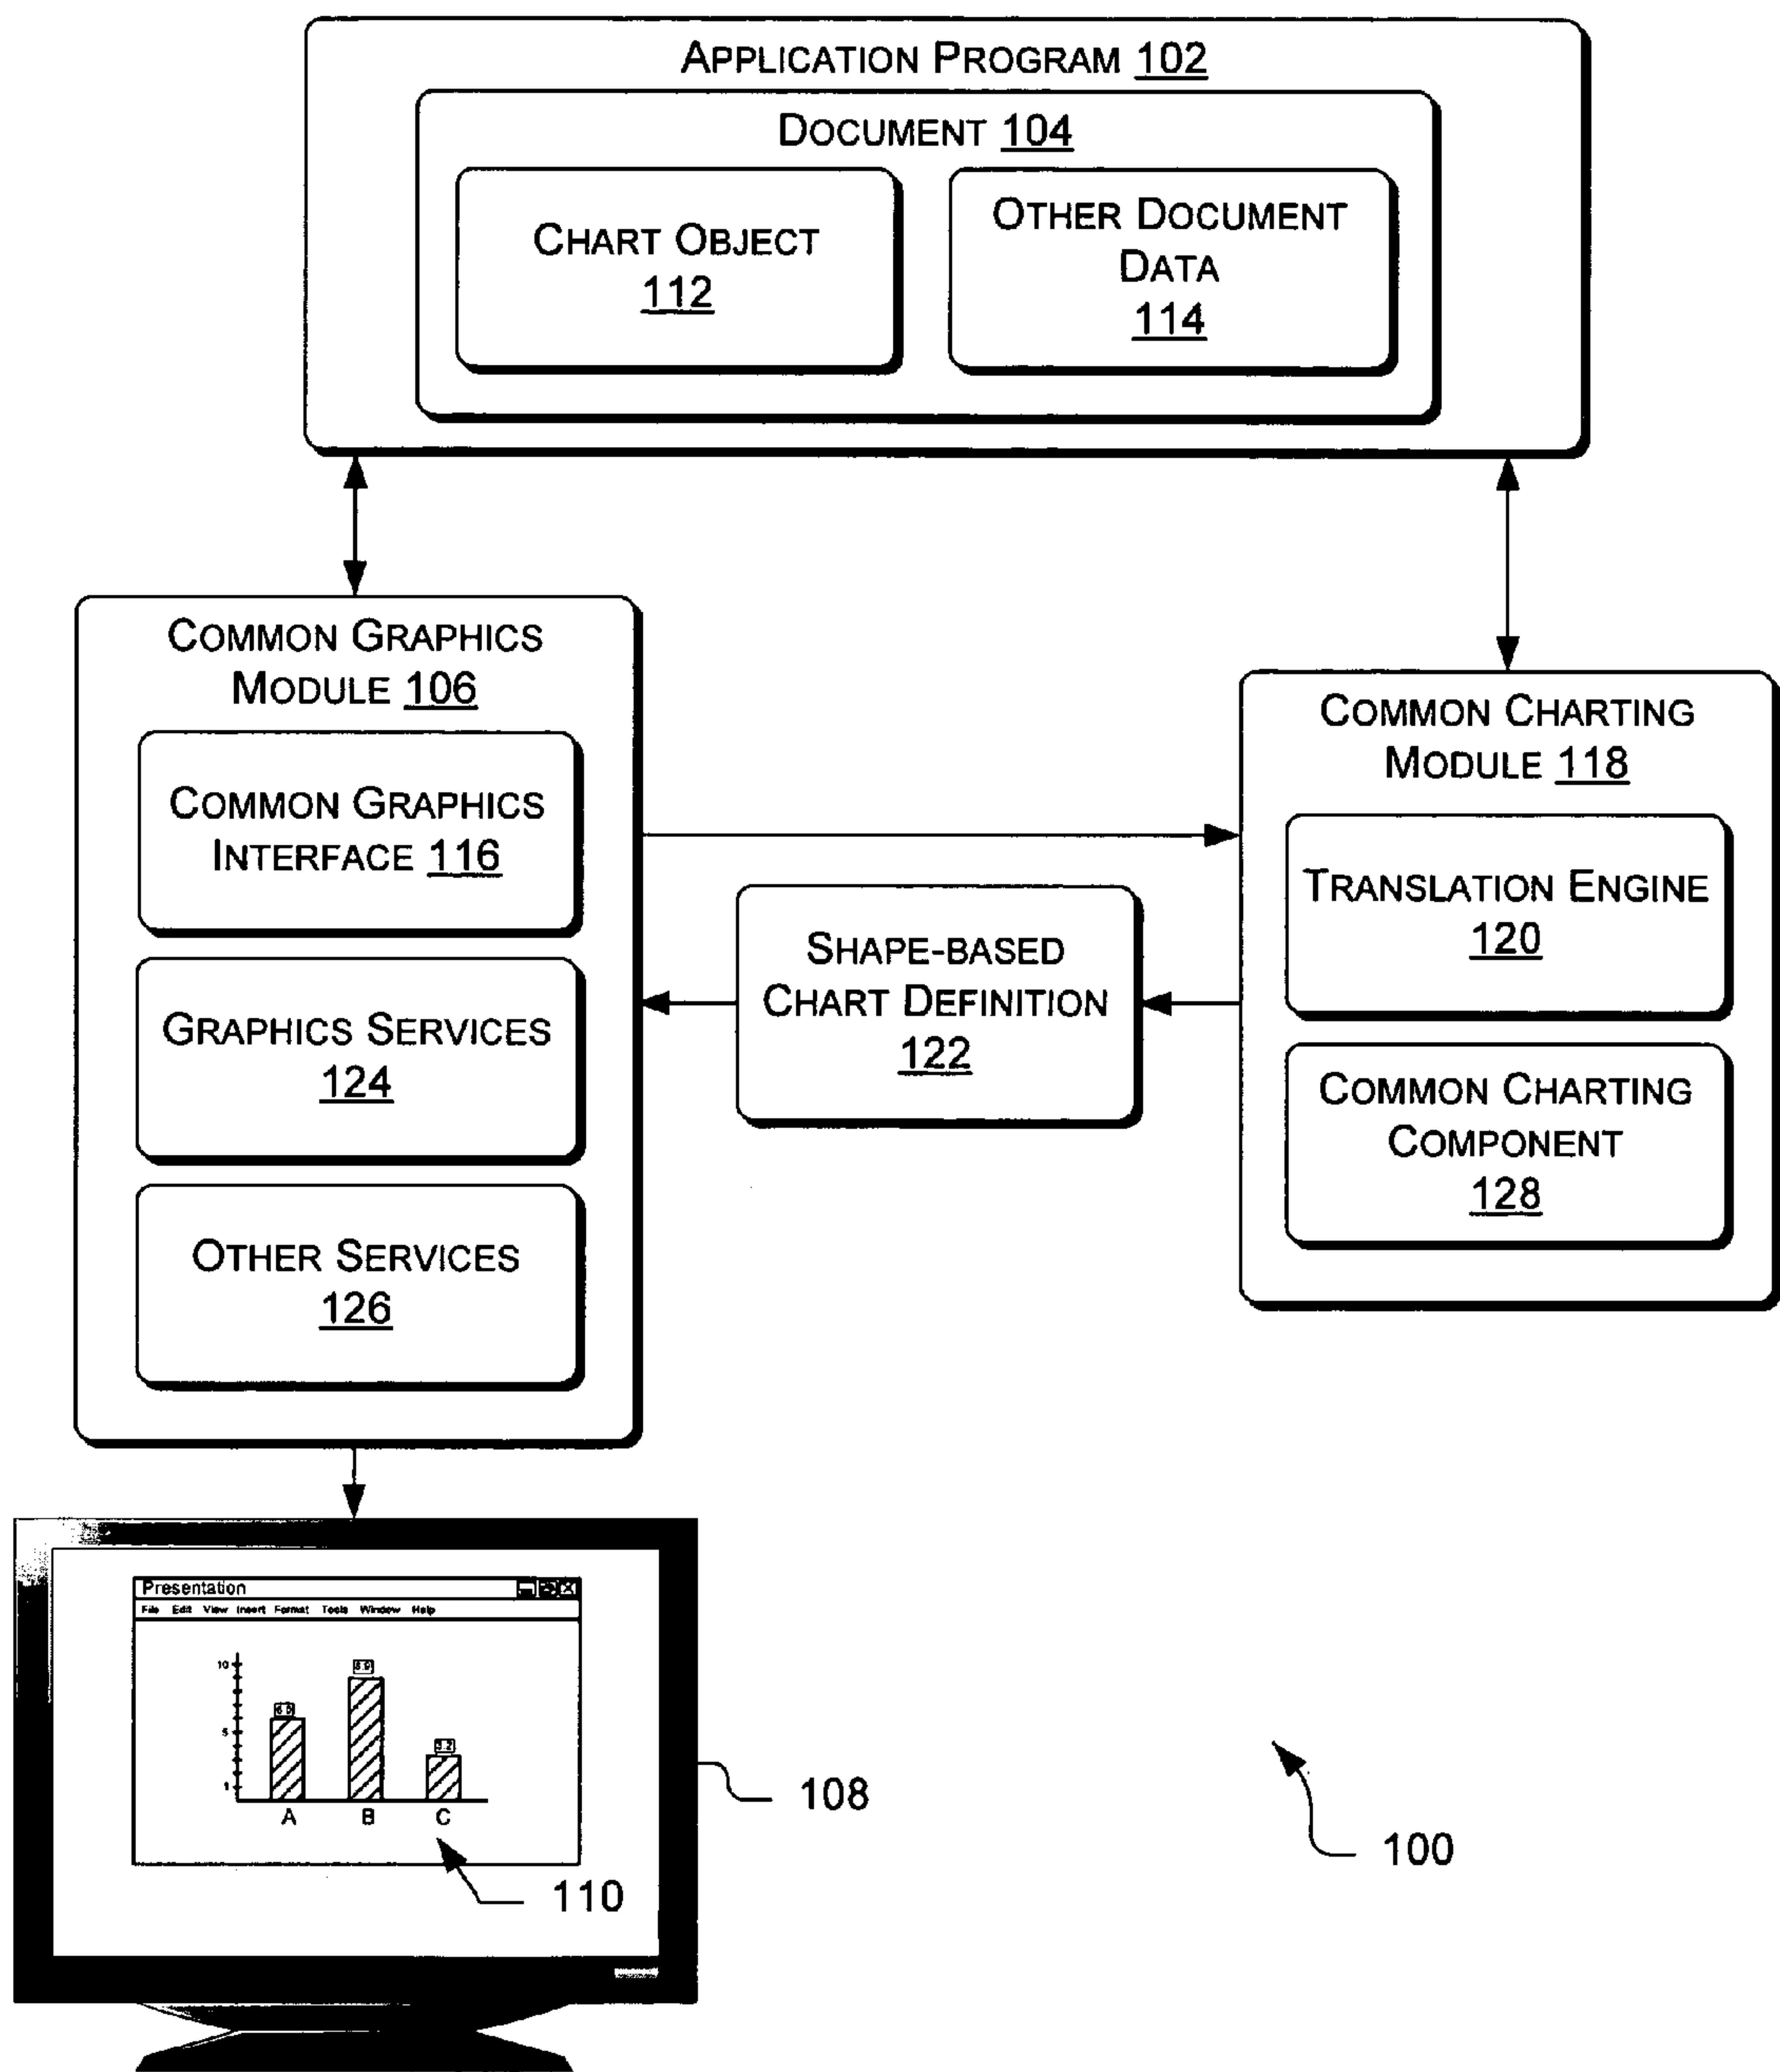 APPLICATION PROGRAM 102
DOCUMENT 104
CHART OBJECT
112
OTHER DOCUMENT
DATA
114
COMMON GRAPHICS
MODULE 106
COMMON GRAPHICS
INTERFACE 116
GRAPHICS SERVICES
124
OTHER SERVICES
126
SHAPE-BASED
CHART DEFINITION
122
COMMON CHARTING
MODULE 118
TRANSLATION ENGINE
120
COMMON CHARTING
COMPONENT
128
Presentation
File Edit View Insert Format Tools Window Help
10
5
1
3.2
A B C
108
110
100